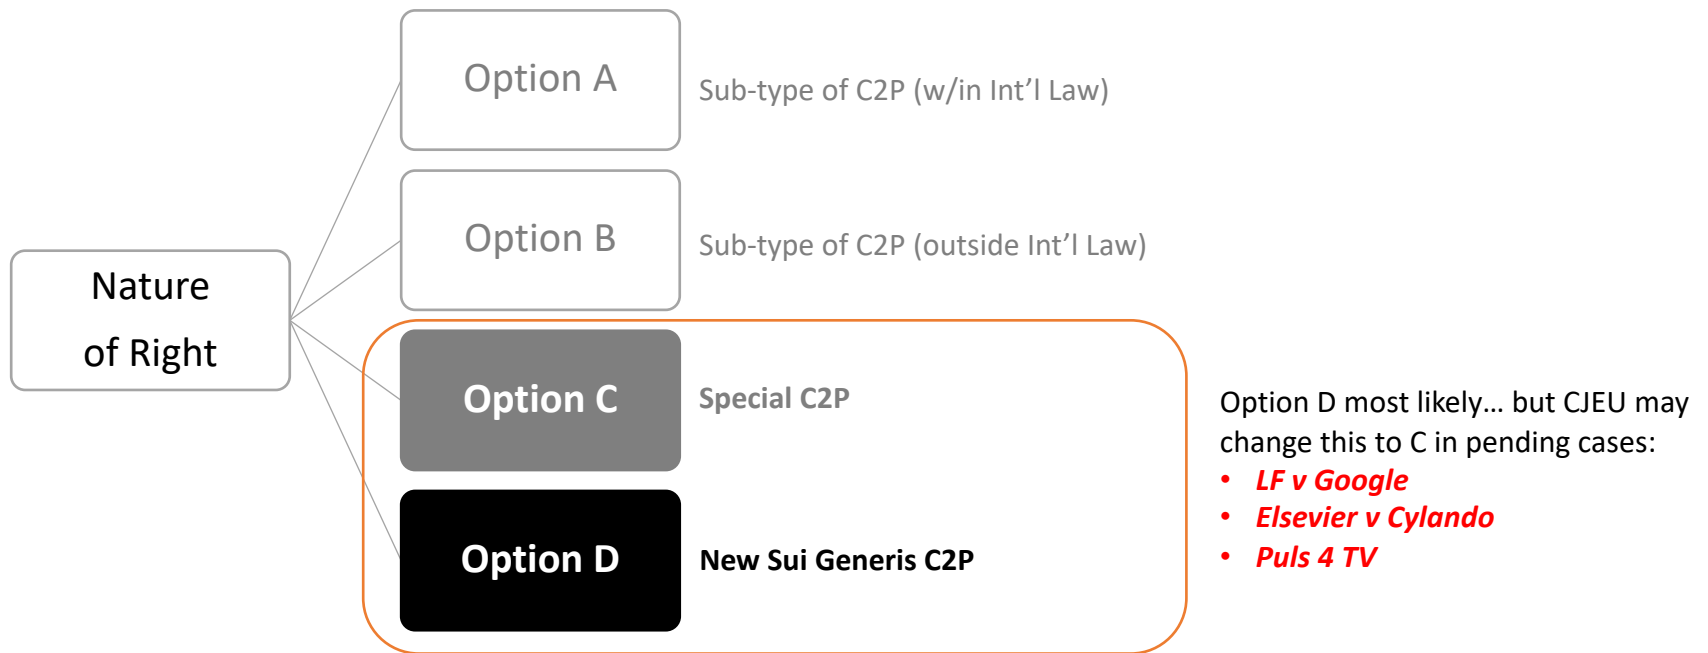 Option A
Sub-type of C2P (w/in Int’l Law)
Option B
Sub-type of C2P (outside Int’l Law)
Nature
of Right
Option C
Special C2P
Option D
New Sui Generis C2P
Option D most likely… but CJEU may
change this to C in pending cases:
• LF v Google
• Elsevier v Cylando
• Puls 4 TV